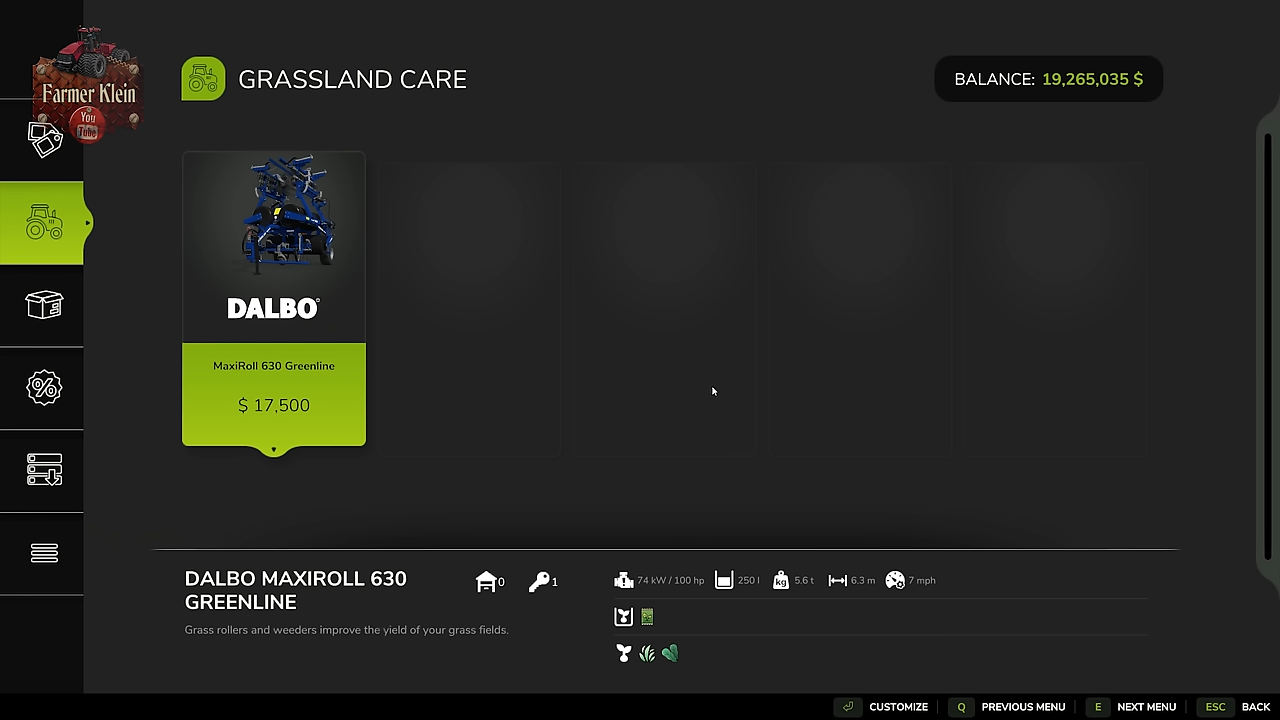 Farmer Klein
You
Tube
GRASSLAND CARE
BALANCE: 19,265,035 $
DALBO
MaxiRoll 630 Greenline
$ 17,500
DALBO MAXIROLL 630
GREENLINE
0
1
74 kW / 100 hp
250 l
kg
5.6 t
6.3 m
7 mph
Grass rollers and weeders improve the yield of your grass fields.
CUSTOMIZE
Q PREVIOUS MENU
E NEXT MENU
ESC BACK